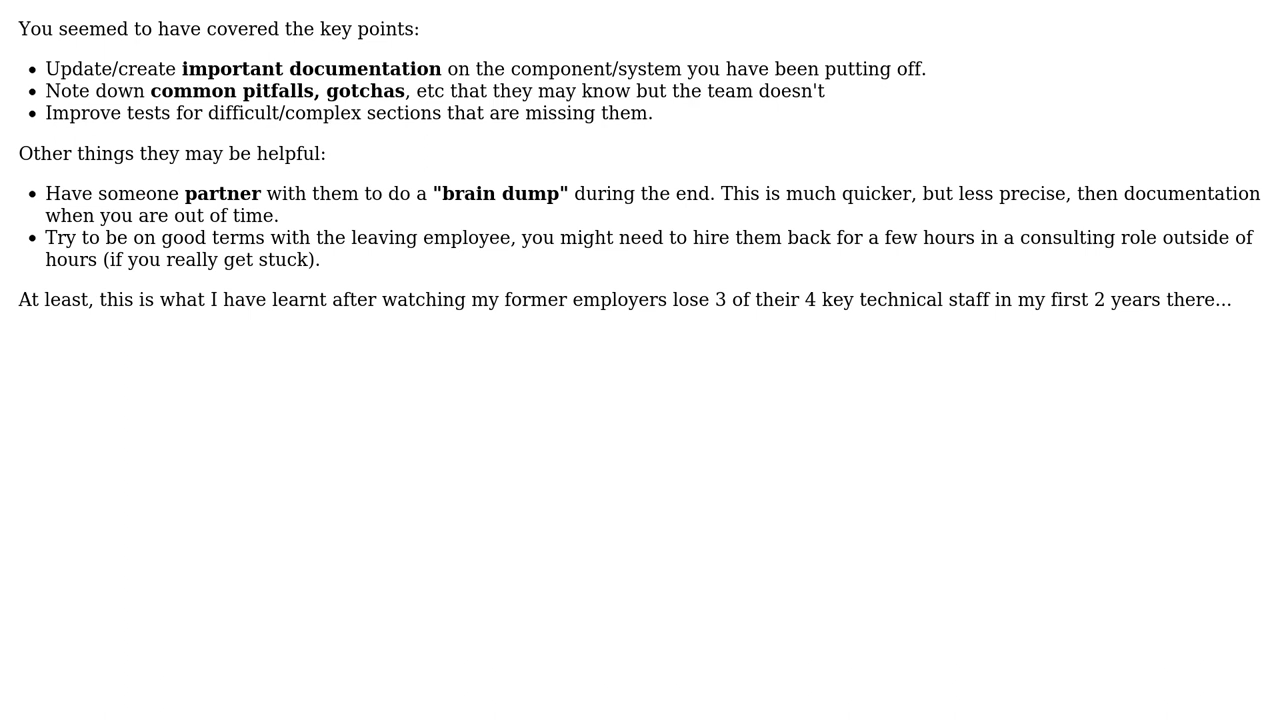 You seemed to have covered the key points:
• Update/create important documentation on the component/system you have been putting off.
• Note down common pitfalls, gotchas, etc that they may know but the team doesn't
• Improve tests for difficult/complex sections that are missing them.
Other things they may be helpful:
• Have someone partner with them to do a "brain dump" during the end. This is much quicker, but less precise, then documentation
when you are out of time.
• Try to be on good terms with the leaving employee, you might need to hire them back for a few hours in a consulting role outside of
hours (if you really get stuck).
At least, this is what I have learnt after watching my former employers lose 3 of their 4 key technical staff in my first 2 years there...